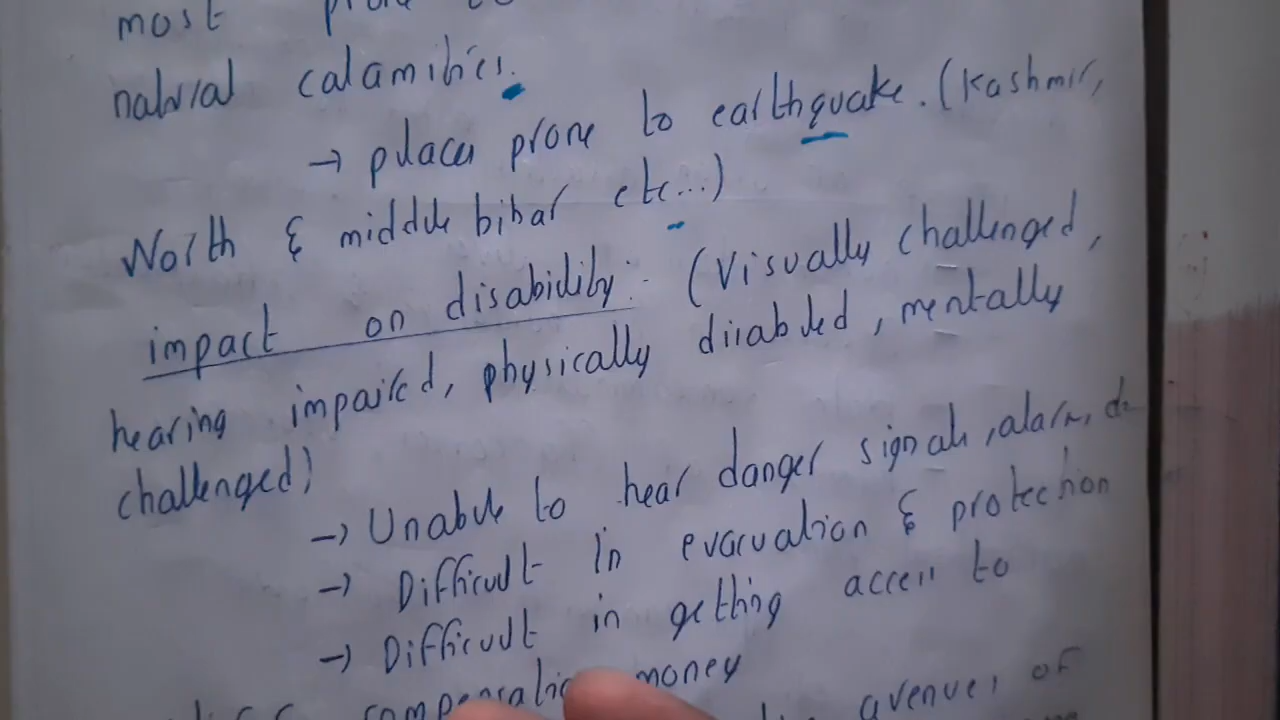 most prone
natural calamities.
→ places prone to earthquake. (Kashmir,
North & middle bihar etc...)
impact on disability :- (Visually challenged,
hearing impaired, physically disabled, mentally
challenged)
→ Unable to hear danger signals, alarm,
→ Difficult in evacuation & protection
→ Difficult in getting access to
compensation money
avenues of